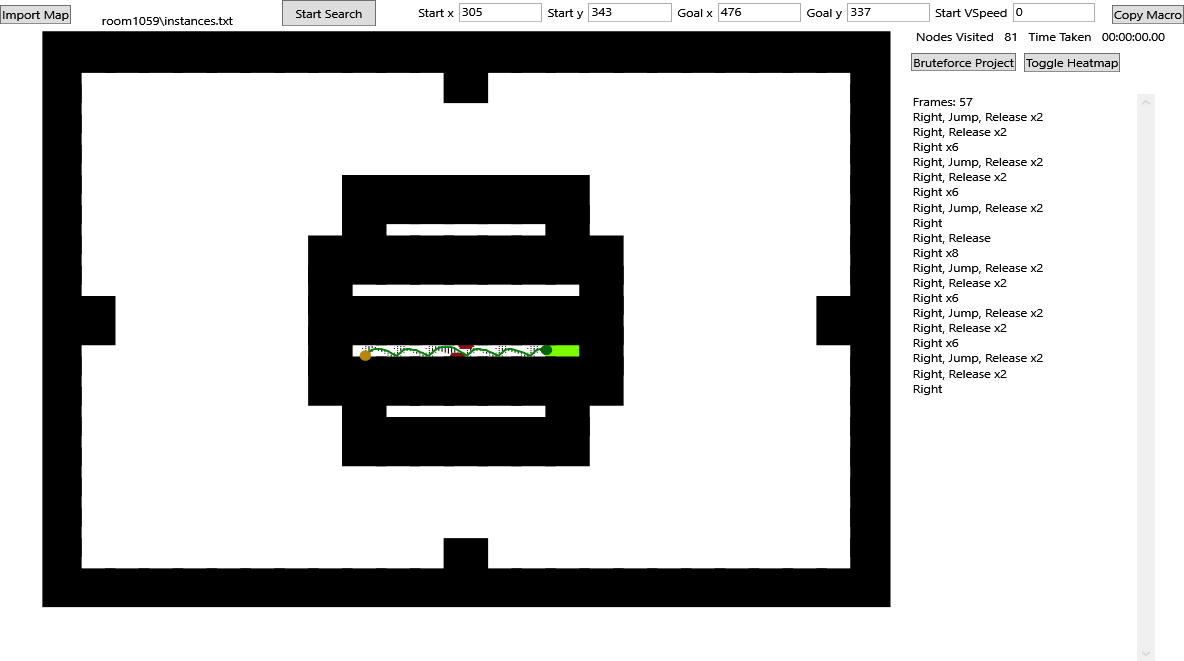 Import Map
room1059\instances.txt
Start Search
Start x 305 Start y 343 Goal x 476 Goal y 337 Start VSpeed 0
Copy Macro
Nodes Visited 81 Time Taken 00:00:00.00
Bruteforce Project Toggle Heatmap
Frames: 57
Right, Jump, Release x2
Right, Release x2
Right x6
Right, Jump, Release x2
Right, Release x2
Right x6
Right, Jump, Release x2
Right
Right, Release
Right x8
Right, Jump, Release x2
Right, Release x2
Right x6
Right, Jump, Release x2
Right, Release x2
Right x6
Right, Jump, Release x2
Right, Release x2
Right